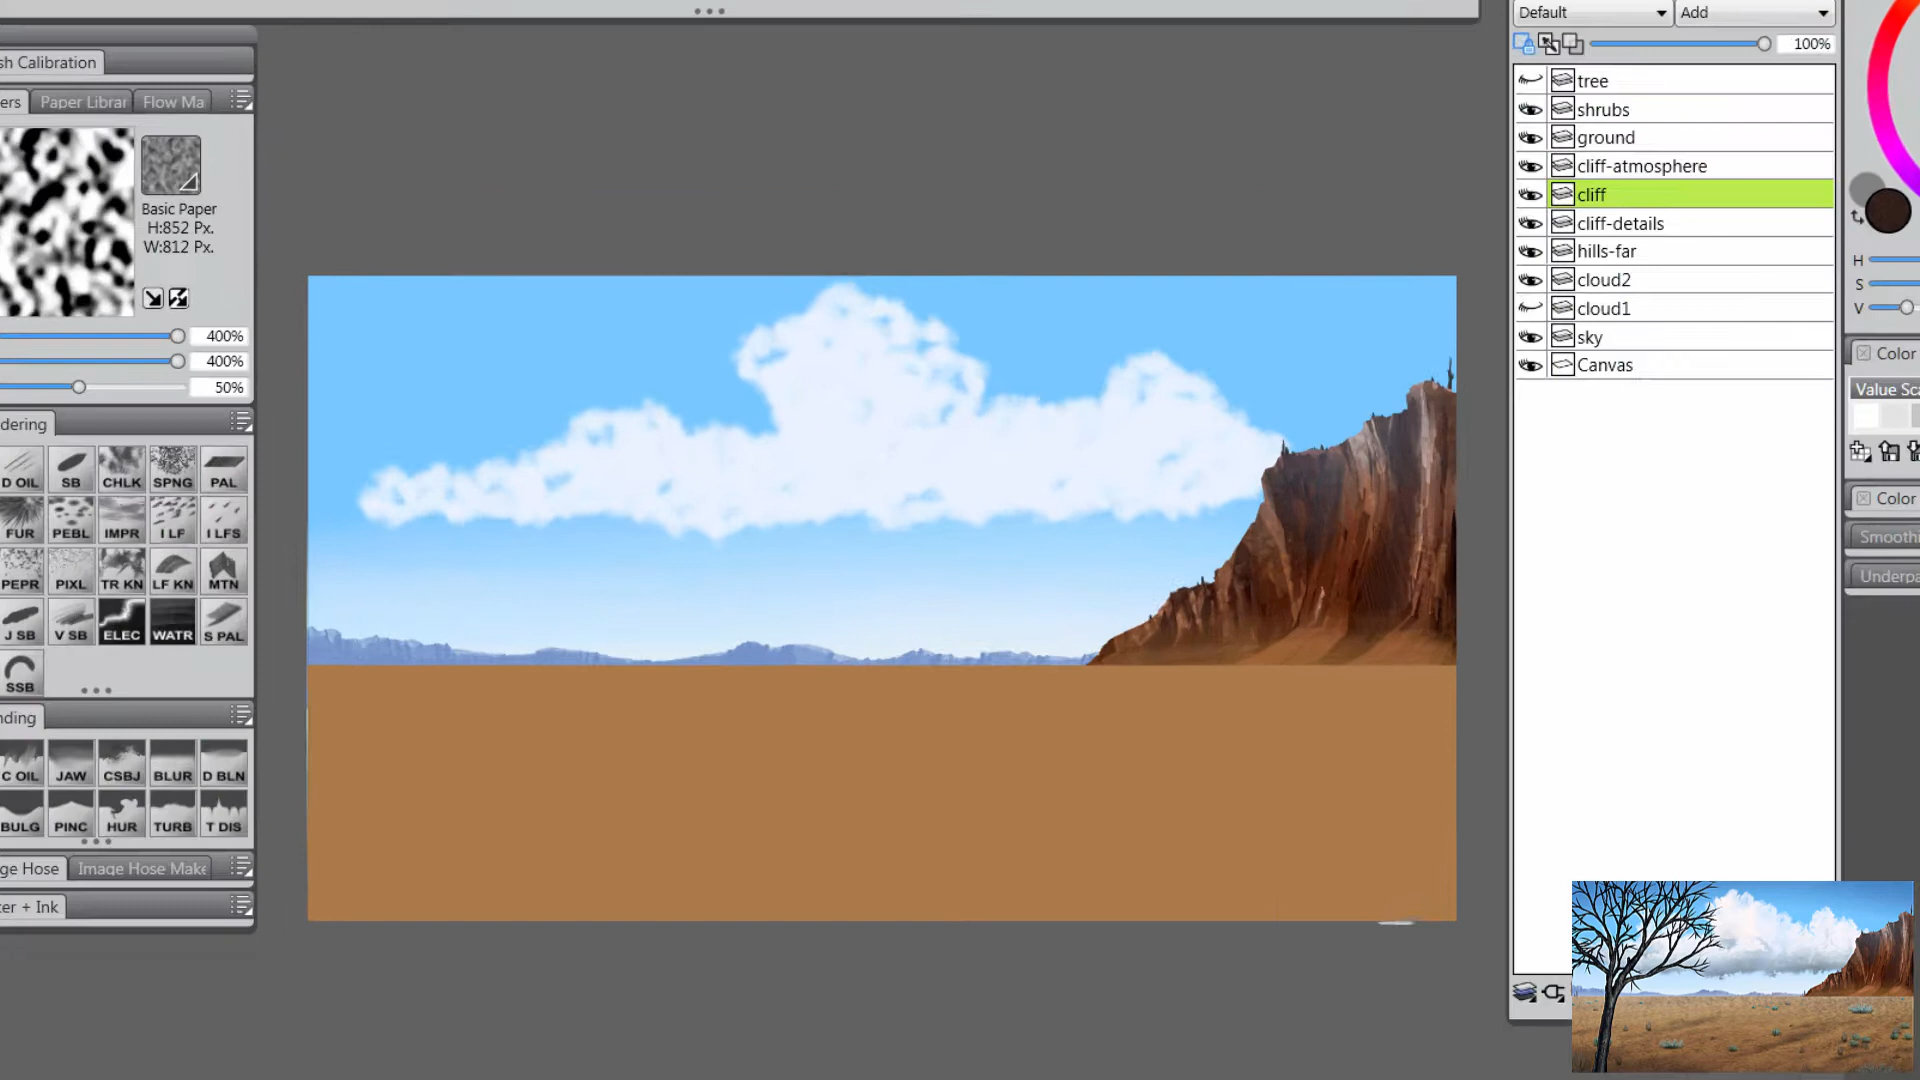 Default
Add
100%
sh Calibration
ers
Paper Librar
Flow Ma
Basic Paper
H:852 Px.
W:812 Px.
400%
400%
50%
dering
D OIL
SB
CHLK
SPNG
PAL
FUR
PEBL
IMPR
I LF
I LFS
PEPR
PIXL
TR KN
LF KN
MTN
J SB
V SB
ELEC
WATR
S PAL
SSB
nding
C OIL
JAW
CSBJ
BLUR
D BLN
BULG
PINC
HUR
TURB
T DIS
ge Hose
Image Hose Make
ter + Ink
tree
shrubs
ground
cliff-atmosphere
cliff
cliff-details
hills-far
cloud2
cloud1
sky
Canvas
H
S
V
Color
Value Sca
Color
Smoothi
Underpa